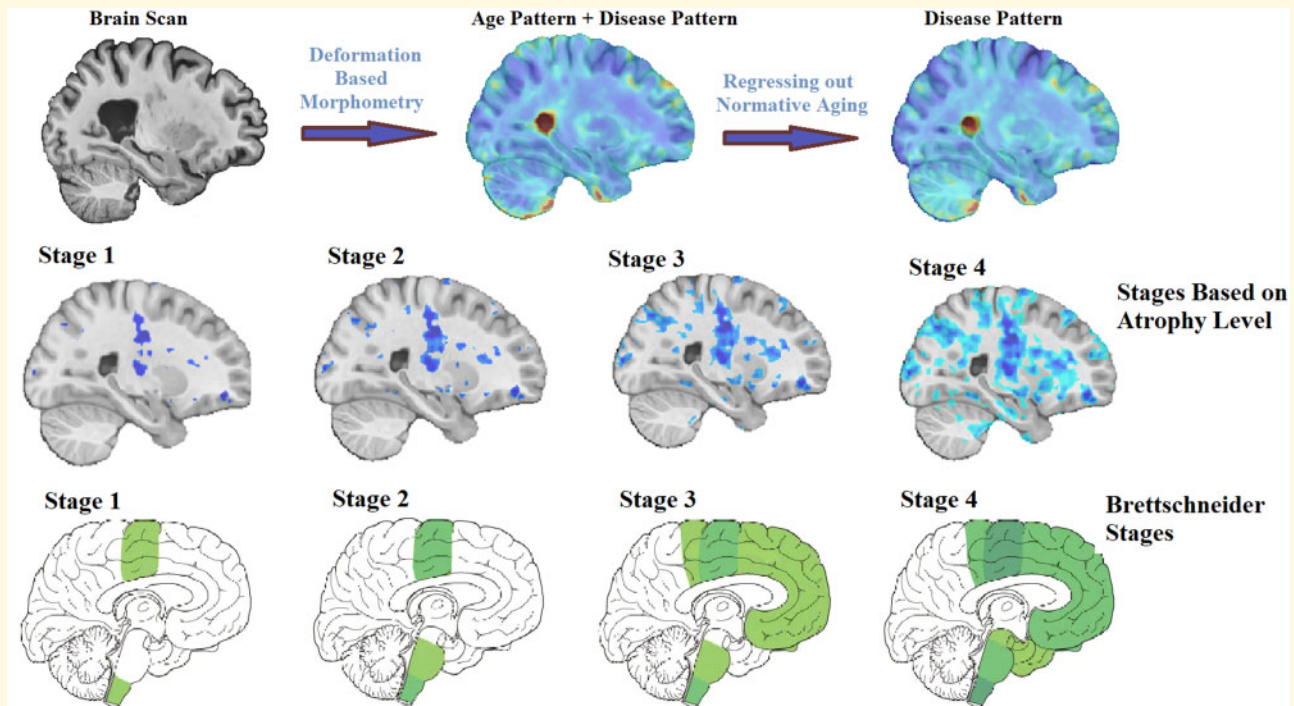 Brain Scan
Age Pattern + Disease Pattern
Disease Pattern
Deformation
Based
Morphometry
Regressing out
Normative Aging
Stage 1
Stage 2
Stage 3
Stage 4
Stages Based on
Atrophy Level
Stage 1
Stage 2
Stage 3
Stage 4
Brettschneider
Stages